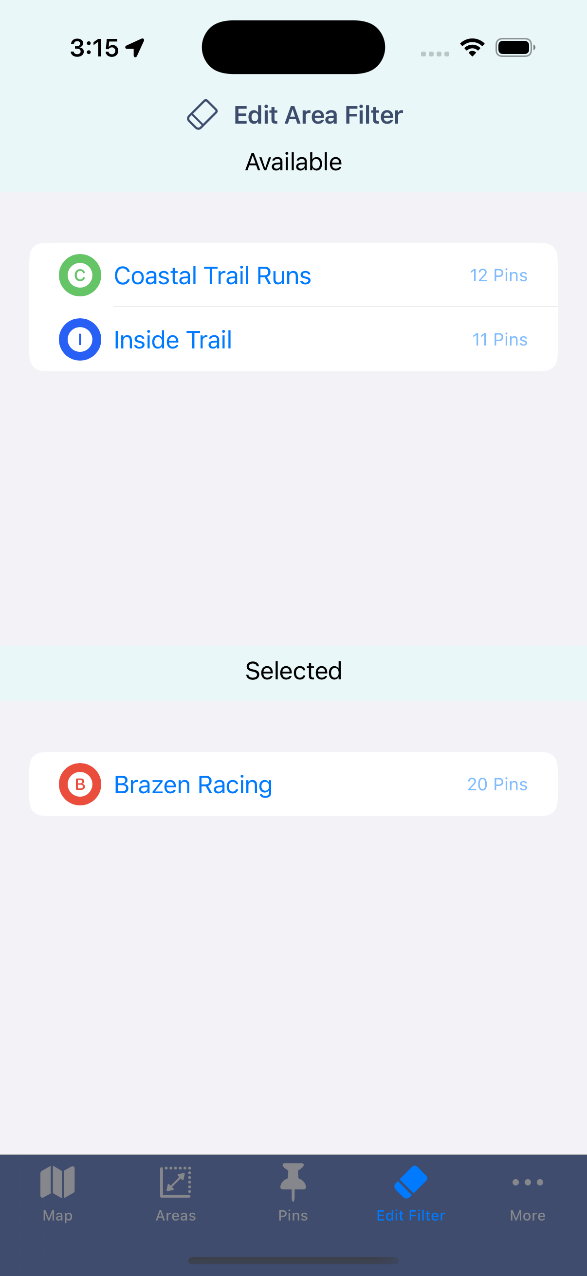 3:15
Edit Area Filter
Available
C Coastal Trail Runs 12 Pins
I Inside Trail 11 Pins
Selected
B Brazen Racing 20 Pins
Map Areas Pins Edit Filter More